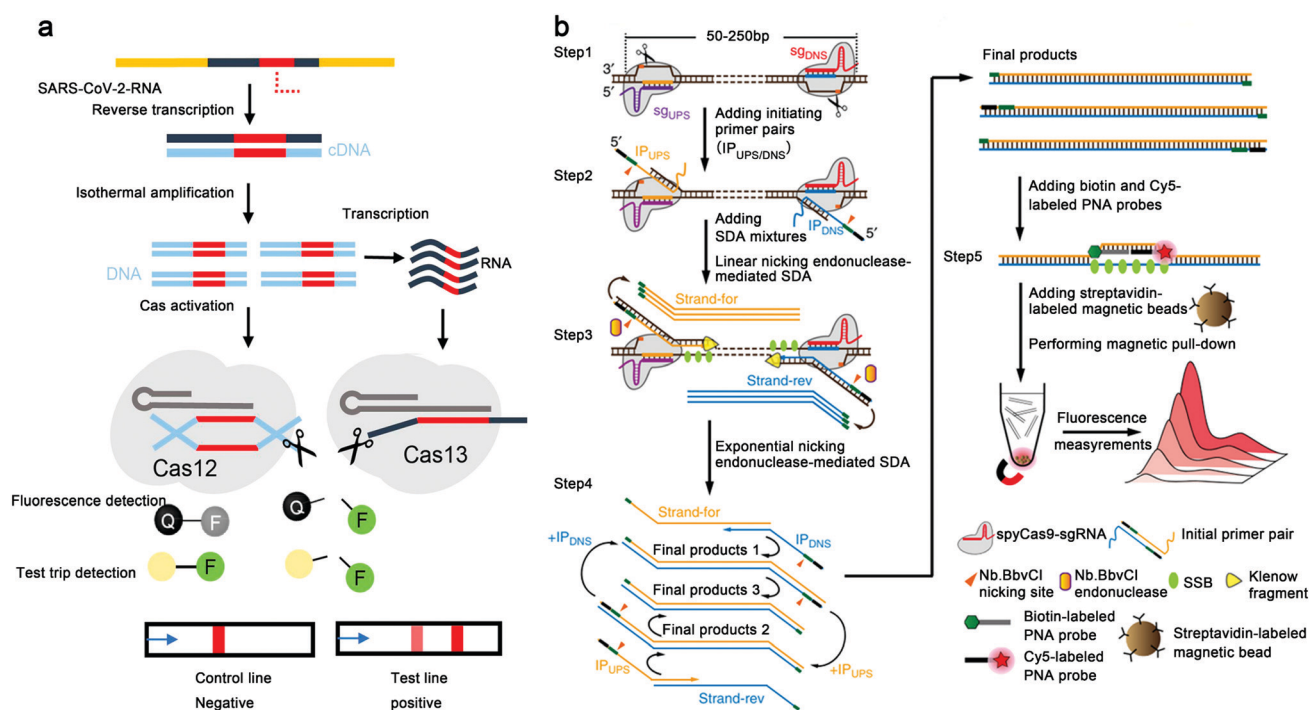 a
SARS-CoV-2-RNA
Reverse transcription
cDNA
Isothermal amplification
Transcription
DNA
RNA
Cas activation
Cas12
Cas13
Fluorescence detection
Q
F
Q
F
Test trip detection
F
F
Control line
Negative
Test line
positive
b
50-250bp
Step1
sgDNS
3′
5′
sgUPS
Adding initiating
primer pairs
(IPUPS/DNS)
5′
IPUPS
Step2
IPDNS
5′
Adding
SDA mixtures
Linear nicking endonuclease-
mediated SDA
Strand-for
Step3
Strand-rev
Exponential nicking
endonuclease-mediated SDA
Step4
Strand-for
+IPDNS
IPDNS
Final products 1
Final products 3
Final products 2
IPUPS
+IPUPS
Strand-rev
Final products
Adding biotin and Cy5-
labeled PNA probes
Step5
Adding streptavidin-
labeled magnetic beads
Performing magnetic pull-down
Fluorescence
measyrements
spyCas9-sgRNA
Initial primer pair
Nb.BbvCI
nicking site
Nb.BbvCI
endonuclease
SSB
Klenow
fragment
Biotin-labeled
PNA probe
Cy5-labeled
PNA probe
Streptavidin-labeled
magnetic bead